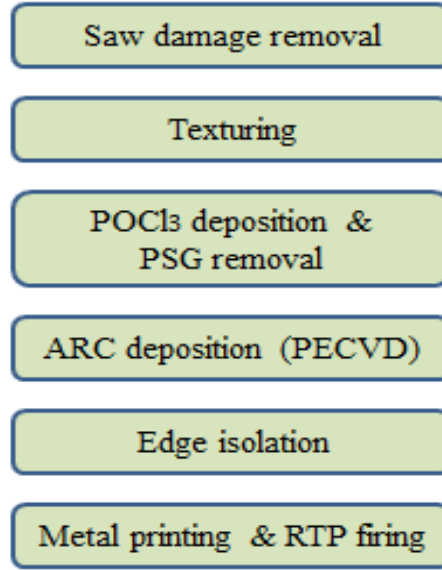 Saw damage removal
Texturing
POCl3 deposition &
PSG removal
ARC deposition (PECVD)
Edge isolation
Metal printing & RTP firing